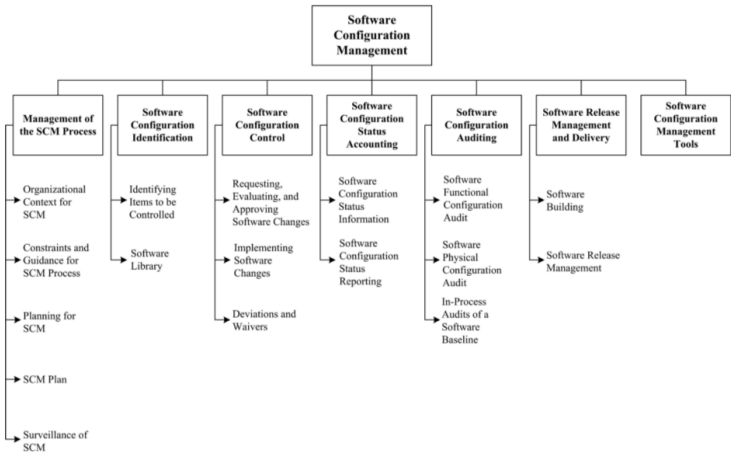 Software
Configuration
Management
Management of
the SCM Process
Software
Configuration
Identification
Software
Configuration
Control
Software
Configuration
Status
Accounting
Software
Configuration
Auditing
Software Release
Management
and Delivery
Software
Configuration
Management
Tools
Organizational
Context for
SCM
Constraints and
Guidance for
SCM Process
Planning for
SCM
SCM Plan
Surveillance of
SCM
Identifying
Items to be
Controlled
Software
Library
Requesting,
Evaluating, and
Approving
Software Changes
Implementing
Software
Changes
Deviations and
Waivers
Software
Configuration
Status
Information
Software
Configuration
Status
Reporting
Software
Functional
Configuration
Audit
Software
Physical
Configuration
Audit
In-Process
Audits of a
Software
Baseline
Software
Building
Software Release
Management